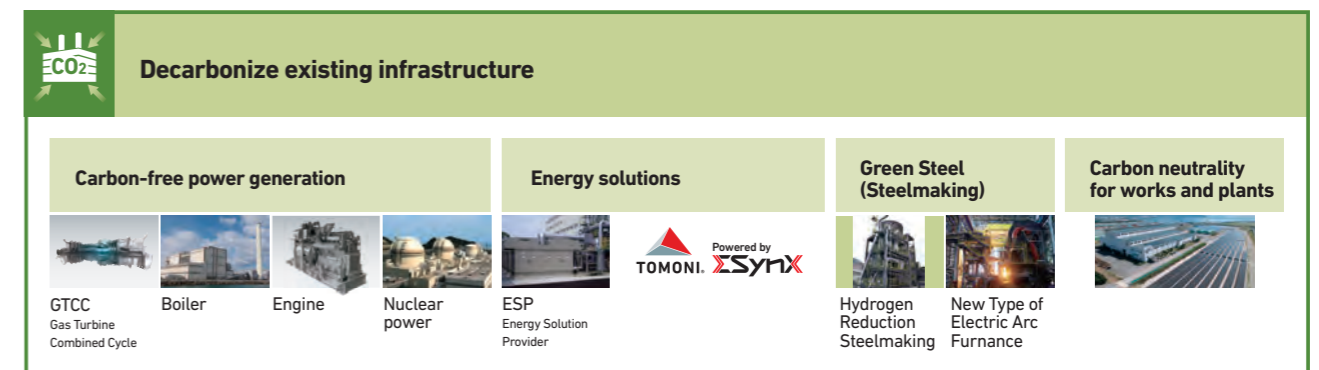 CO2
Decarbonize existing infrastructure
Carbon-free power generation
Energy solutions
Green Steel
(Steelmaking)
Carbon neutrality
for works and plants
GTCC
Gas Turbine
Combined Cycle
Boiler
Engine
Nuclear
power
ESP
Energy Solution
Provider
TOMONI®
Powered by
ΣSynX
Hydrogen
Reduction
Steelmaking
New Type of
Electric Arc
Furnance